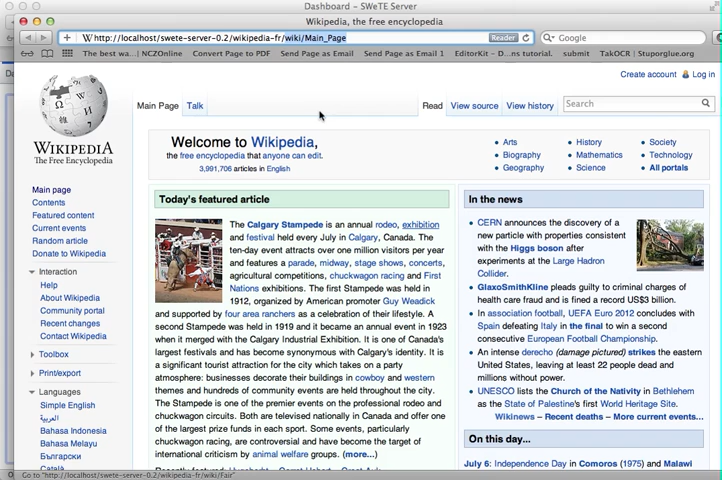 Dashboard – SWeTE Server
Wikipedia, the free encyclopedia
http://localhost/swete-server-0.2/wikipedia-fr/wiki/Main_Page
Reader
Google
The best wa...| NCZOnline Convert Page to PDF Send Page as Email Send Page as Email 1 EditorKit – D...ns tutorial. submit TakOCR | Stuporglue.org
Create account Log in
Main Page Talk Read View source View history Search
WIKIPEDIA
The Free Encyclopedia
Main page
Contents
Featured content
Current events
Random article
Donate to Wikipedia
Interaction
Help
About Wikipedia
Community portal
Recent changes
Contact Wikipedia
Toolbox
Print/export
Languages
Simple English
العربية
Bahasa Indonesia
Bahasa Melayu
Български
Català
Welcome to Wikipedia,
the free encyclopedia that anyone can edit.
3,991,706 articles in English
Arts
Biography
Geography
History
Mathematics
Science
Society
Technology
All portals
Today's featured article
The Calgary Stampede is an annual rodeo, exhibition
and festival held every July in Calgary, Canada. The
ten-day event attracts over one million visitors per year
and features a parade, midway, stage shows, concerts,
agricultural competitions, chuckwagon racing and First
Nations exhibitions. The first Stampede was held in
1912, organized by American promoter Guy Weadick
and supported by four area ranchers as a celebration of their lifestyle. A
second Stampede was held in 1919 and it became an annual event in 1923
when it merged with the Calgary Industrial Exhibition. It is one of Canada's
largest festivals and has become synonymous with Calgary's identity. It is
a significant tourist attraction for the city which takes on a party
atmosphere: businesses decorate their buildings in cowboy and western
themes and hundreds of community events are held throughout the city.
The Stampede is one of the premier events on the professional rodeo and
chuckwagon circuits. Both are televised nationally in Canada and offer one
of the largest prize funds in each sport. Some events, particularly
chuckwagon racing, are controversial and have become the target of
international criticism by animal welfare groups. (more...)
In the news
CERN announces the discovery of a
new particle with properties consistent
with the Higgs boson after
experiments at the Large Hadron
Collider.
GlaxoSmithKline pleads guilty to criminal charges of
health care fraud and is fined a record US$3 billion.
In association football, UEFA Euro 2012 concludes with
Spain defeating Italy in the final to win a second
consecutive European Football Championship.
An intense derecho (damage pictured) strikes the eastern
United States, leaving at least 22 people dead and
millions without power.
UNESCO lists the Church of the Nativity in Bethlehem
as the State of Palestine's first World Heritage Site.
Wikinews – Recent deaths – More current events...
On this day...
July 6: Independence Day in Comoros (1975) and Malawi
Go to "http://localhost/swete-server-0.2/wikipedia-fr/wiki/Fair"